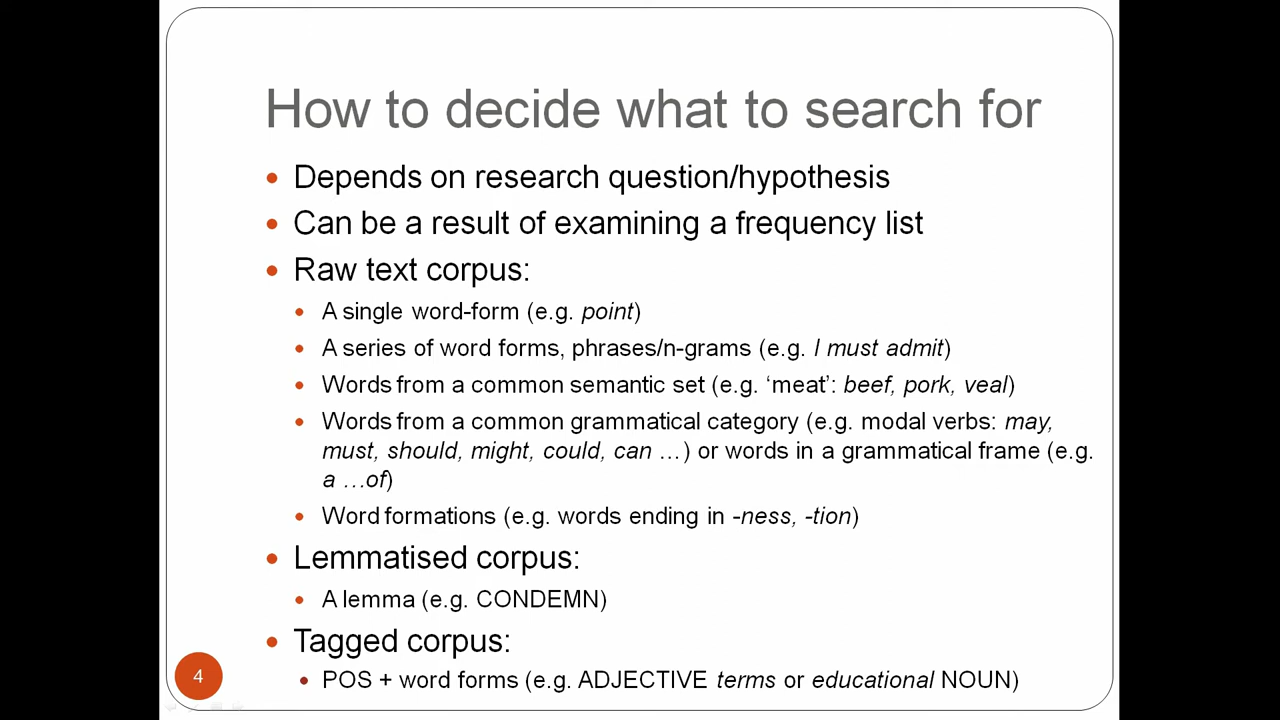 How to decide what to search for
Depends on research question/hypothesis
Can be a result of examining a frequency list
Raw text corpus:
A single word-form (e.g. point)
A series of word forms, phrases/n-grams (e.g. I must admit)
Words from a common semantic set (e.g. ‘meat’: beef, pork, veal)
Words from a common grammatical category (e.g. modal verbs: may,
must, should, might, could, can …) or words in a grammatical frame (e.g.
a …of)
Word formations (e.g. words ending in -ness, -tion)
Lemmatised corpus:
A lemma (e.g. CONDEMN)
Tagged corpus:
POS + word forms (e.g. ADJECTIVE terms or educational NOUN)
4